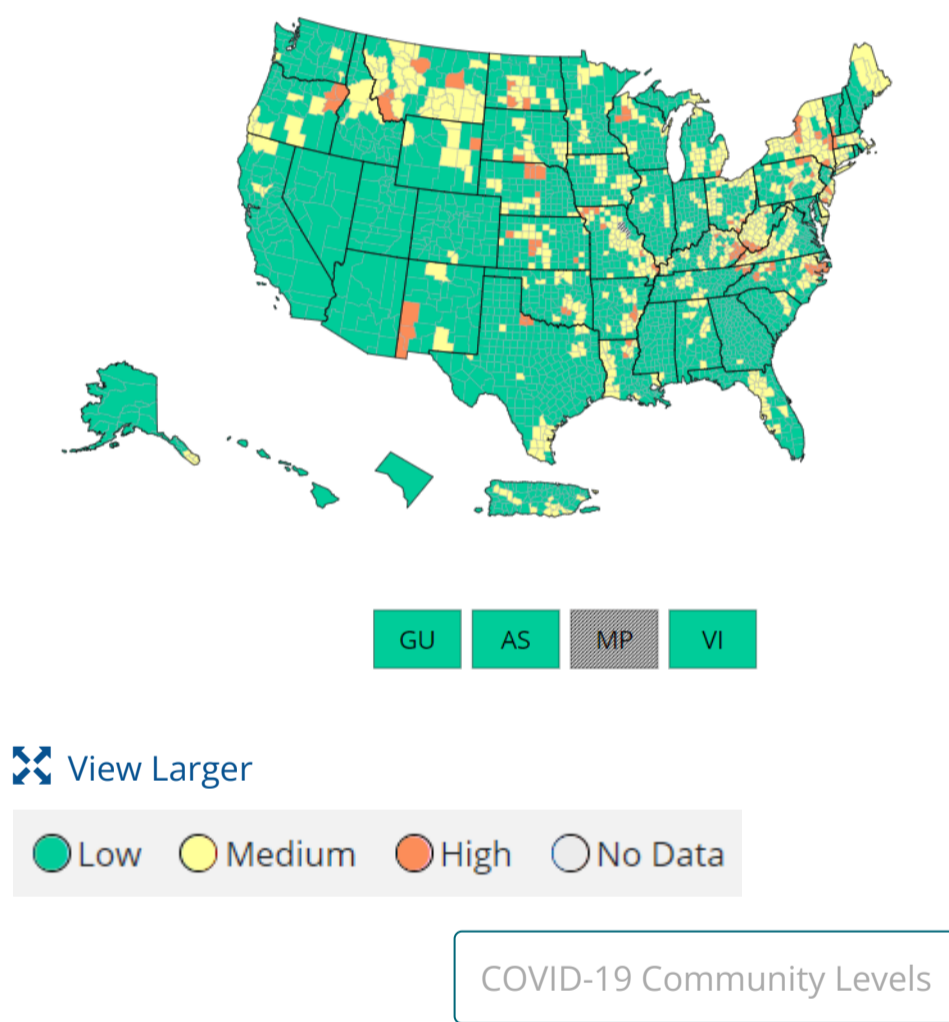 GU AS MP VI
View Larger
Low Medium High No Data
COVID-19 Community Levels